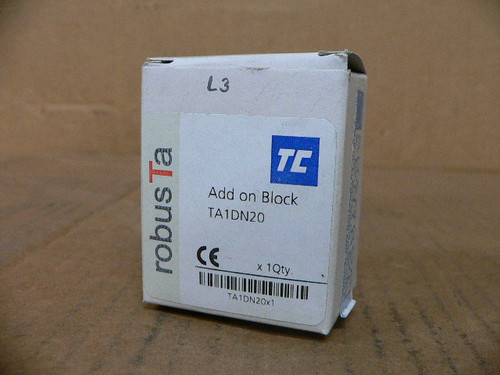 L3
robusTa
TC
Add on Block
TA1DN20
CE
x 1Qty.
TA1DN20x1